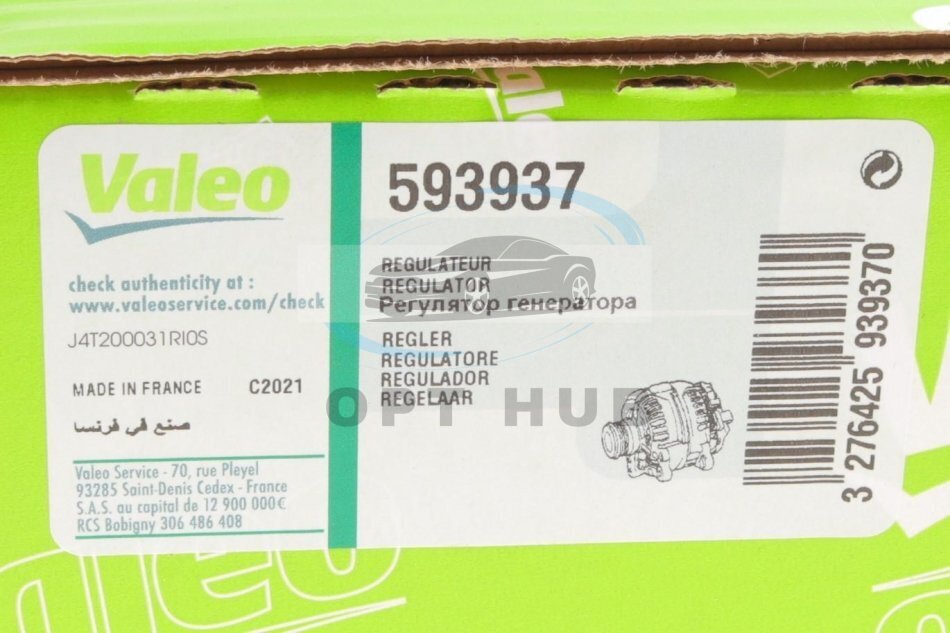 Valeo
check authenticity at :
www.valeoservice.com/check
J4T200031RI0S
MADE IN FRANCE C2021
صنع في فرنسا
Valeo Service - 70, rue Pleyel
93285 Saint-Denis Cedex - France
S.A.S. au capital de 12 900 000€
RCS Bobigny 306 486 408
593937
REGULATEUR
REGULATOR
Регулятор генератора
REGLER
REGULATORE
REGULADOR
REGELAAR
OPT HUB
3 276425 939370